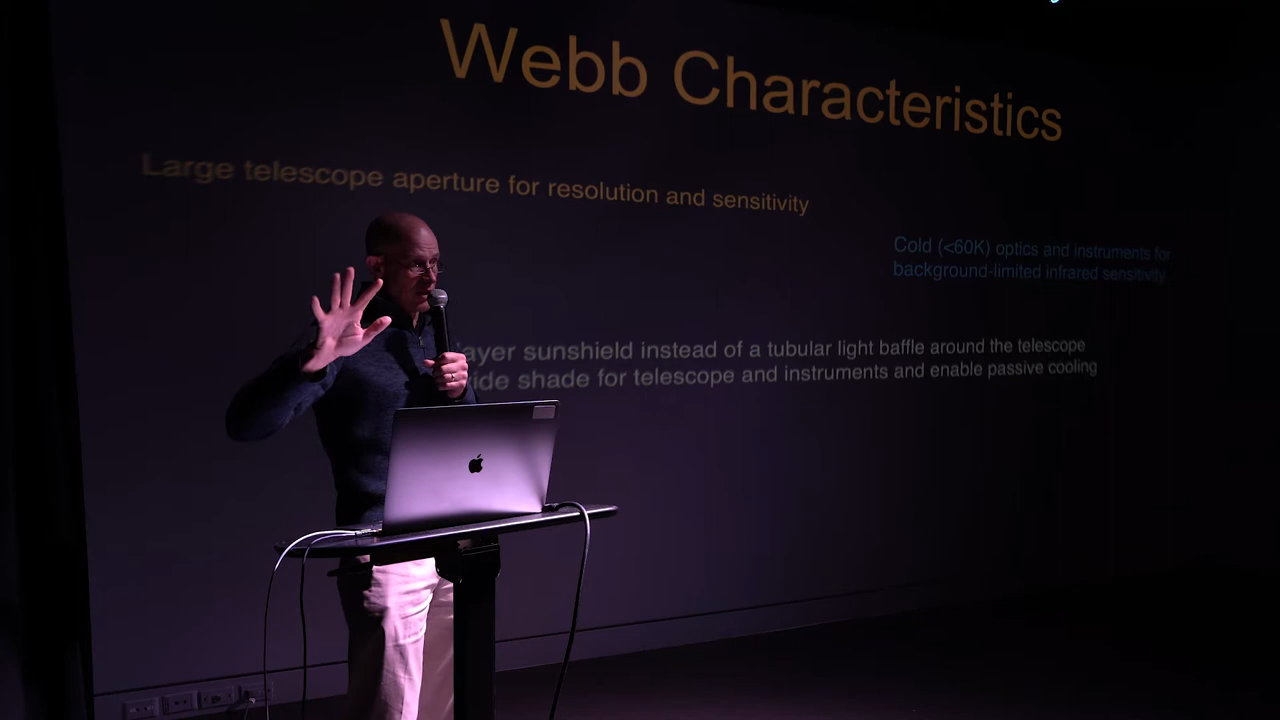 Webb Characteristics
Large telescope aperture for resolution and sensitivity
Cold (<60K) optics and instruments for
background-limited infrared sensitivity
ayer sunshield instead of a tubular light baffle around the telescope
ide shade for telescope and instruments and enable passive cooling